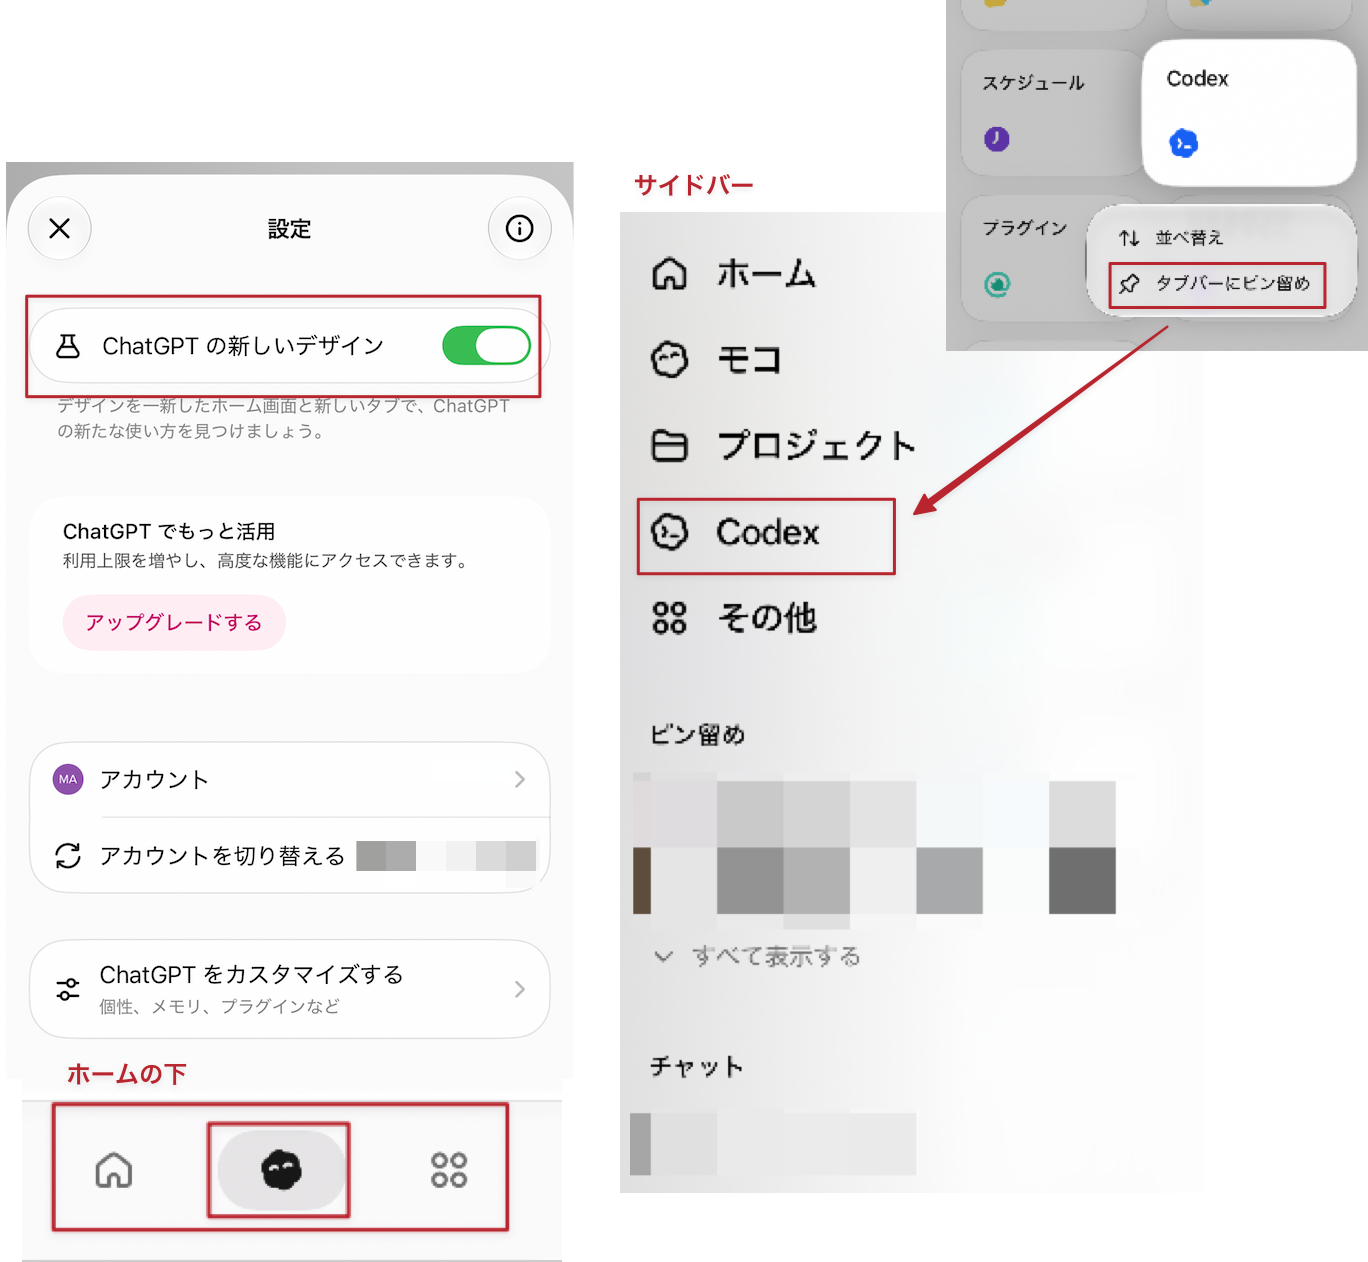 設定
ChatGPT の新しいデザイン
デザインを一新したホーム画面と新しいタブで、ChatGPT
の新たな使い方を見つけましょう。
ChatGPT でもっと活用
利用上限を増やし、高度な機能にアクセスできます。
アップグレードする
MA
アカウント
アカウントを切り替える
ChatGPT をカスタマイズする
個性、メモリ、プラグインなど
ホームの下
サイドバー
ホーム
モコ
プロジェクト
Codex
その他
ピン留め
すべて表示する
チャット
スケジュール
Codex
プラグイン
並べ替え
タブバーにピン留め